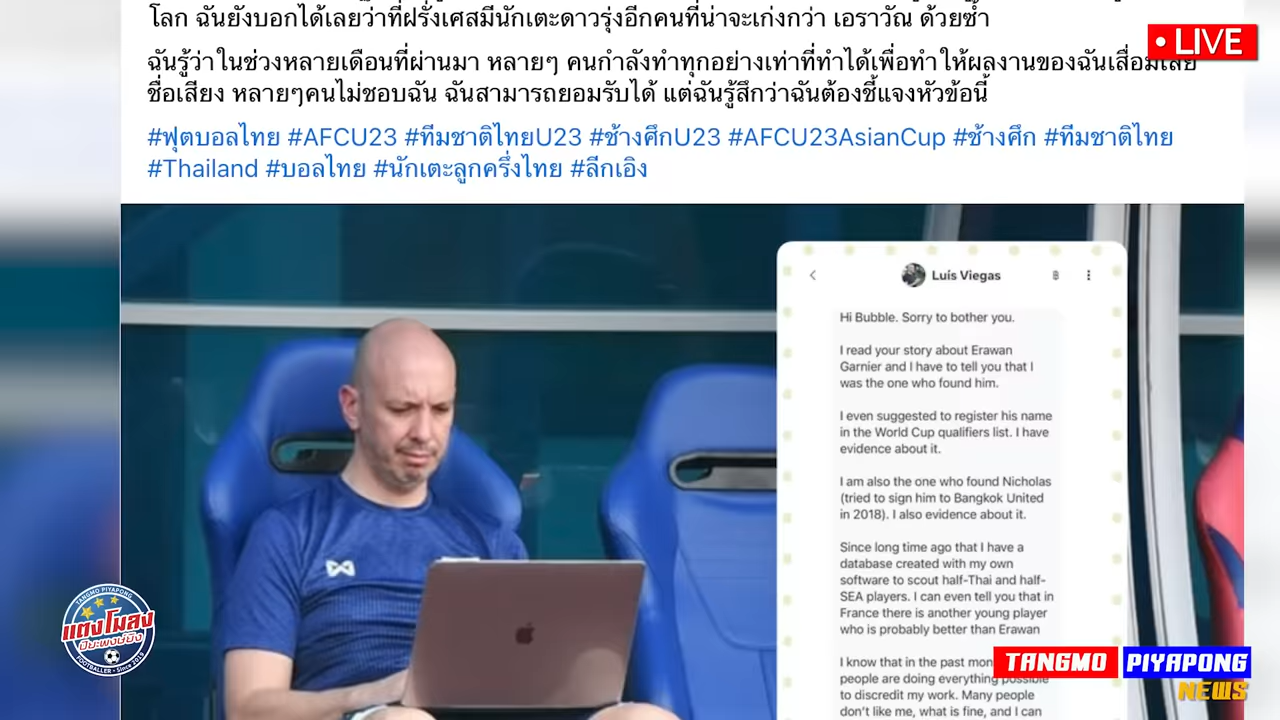 โลก ฉันยังบอกได้เลยว่าที่ฝรั่งเศสมีนักเตะดาวรุ่งอีกคนที่น่าจะเก่งกว่า เอราวัณ ด้วยซ้ำ
LIVE
ฉันรู้ว่าในช่วงหลายเดือนที่ผ่านมา หลายๆ คนกำลังทำทุกอย่างเท่าที่ทำได้เพื่อทำให้ผลงานของฉันเสื่อมเสีย
ชื่อเสียง หลายๆคนไม่ชอบฉัน ฉันสามารถยอมรับได้ แต่ฉันรู้สึกว่าฉันต้องชี้แจงหัวข้อนี้
#ฟุตบอลไทย #AFCU23 #ทีมชาติไทยU23 #ช้างศึกU23 #AFCU23AsianCup #ช้างศึก #ทีมชาติไทย
#Thailand #บอลไทย #นักเตะลูกครึ่งไทย #ลีกเอิง
Luís Viegas
Hi Bubble. Sorry to bother you.
I read your story about Erawan
Garnier and I have to tell you that I
was the one who found him.
I even suggested to register his name
in the World Cup qualifiers list. I have
evidence about it.
I am also the one who found Nicholas
(tried to sign him to Bangkok United
in 2018). I also evidence about it.
Since long time ago that I have a
database created with my own
software to scout half-Thai and half-
SEA players. I can even tell you that in
France there is another young player
who is probably better than Erawan
I know that in the past
people are doing everything possible
to discredit my work. Many people
don't like me, what is fine, and I can
TANGMO PIYAPONG
แตงโมลง
ปิยะพงษ์ยิง
FOOTBALLER • Since 2019
TANGMO PIYAPONG
NEWS